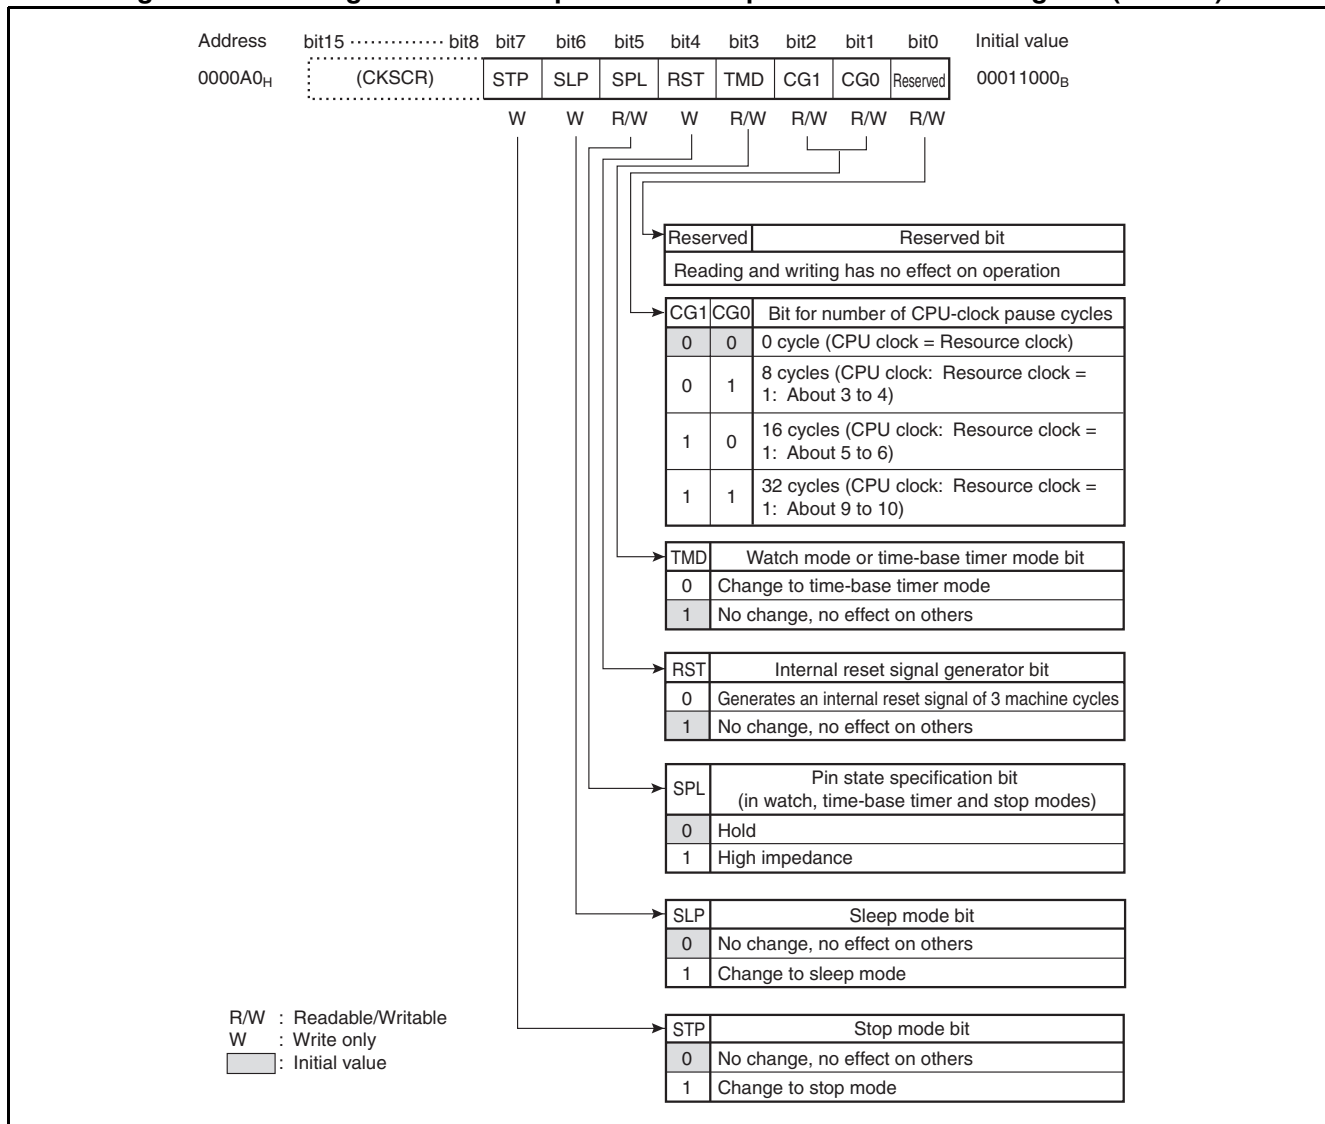 Address bit15 ·············· bit8 bit7 bit6 bit5 bit4 bit3 bit2 bit1 bit0 Initial value
0000A0H (CKSCR) STP SLP SPL RST TMD CG1 CG0 Reserved 00011000B
W W R/W W R/W R/W R/W R/W
Reserved Reserved bit
Reading and writing has no effect on operation
CG1 CG0 Bit for number of CPU-clock pause cycles
0 0 0 cycle (CPU clock = Resource clock)
0 1 8 cycles (CPU clock: Resource clock =
1: About 3 to 4)
1 0 16 cycles (CPU clock: Resource clock =
1: About 5 to 6)
1 1 32 cycles (CPU clock: Resource clock =
1: About 9 to 10)
TMD Watch mode or time-base timer mode bit
0 Change to time-base timer mode
1 No change, no effect on others
RST Internal reset signal generator bit
0 Generates an internal reset signal of 3 machine cycles
1 No change, no effect on others
SPL Pin state specification bit
(in watch, time-base timer and stop modes)
0 Hold
1 High impedance
SLP Sleep mode bit
0 No change, no effect on others
1 Change to sleep mode
R/W : Readable/Writable
W : Write only
: Initial value
STP Stop mode bit
0 No change, no effect on others
1 Change to stop mode